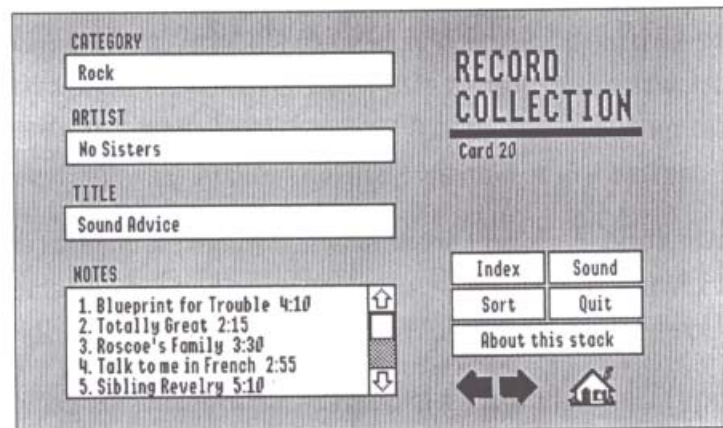 CATEGORY
Rock
ARTIST
No Sisters
TITLE
Sound Advice
NOTES
1. Blueprint for Trouble 4:10
2. Totally Great 2:15
3. Roscoe's Family 3:30
4. Talk to me in French 2:55
5. Sibling Revelry 5:10
RECORD
COLLECTION
Card 20
Index
Sound
Sort
Quit
About this stack